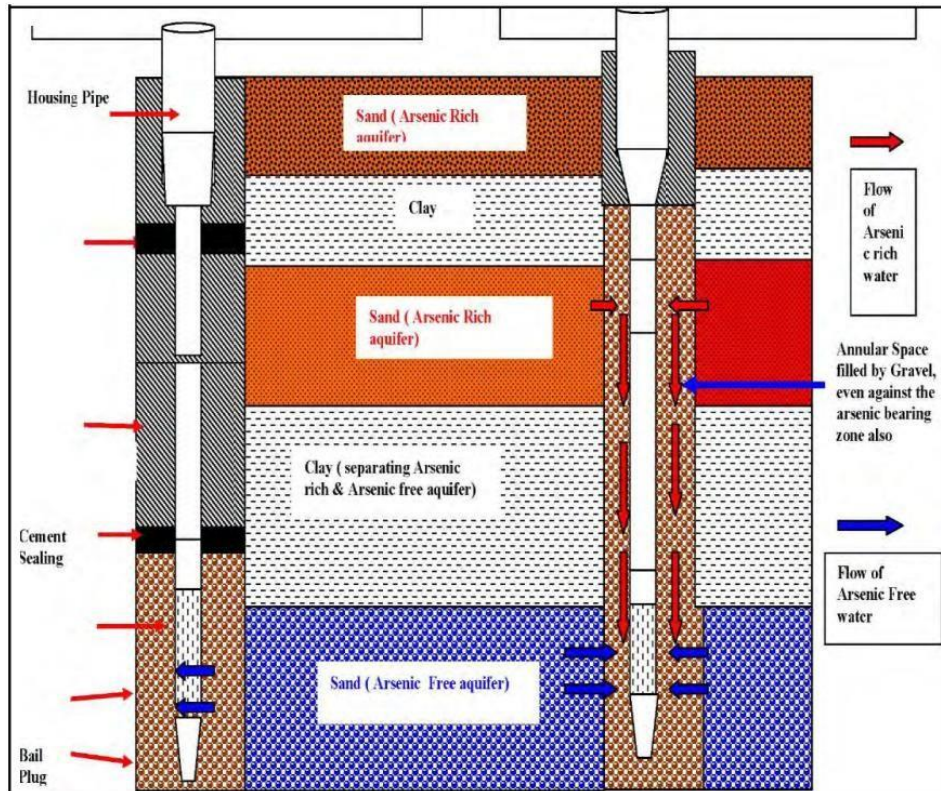 Housing Pipe
Sand ( Arsenic Rich
aquifer)
Clay
Sand ( Arsenic Rich
aquifer)
Clay ( separating Arsenic
rich & Arsenic free aquifer)
Cement
Sealing
Sand ( Arsenic Free aquifer)
Bail
Plug
Flow
of
Arseni
c rich
water
Annular Space
filled by Gravel,
even against the
arsenic bearing
zone also
Flow of
Arsenic Free
water